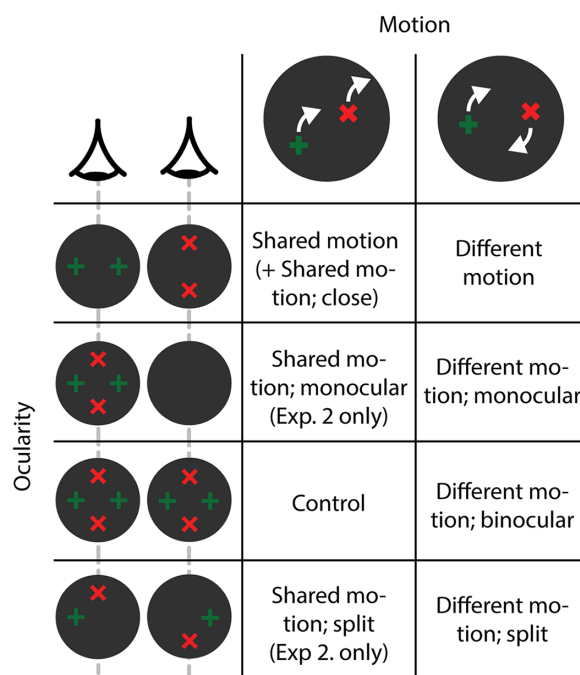 Motion
Ocularity
Shared motion
(+ Shared mo-
tion; close)
Different
motion
Shared mo-
tion; monocular
(Exp. 2 only)
Different mo-
tion; monocular
Control
Different mo-
tion; binocular
Shared mo-
tion; split
(Exp 2. only)
Different mo-
tion; split